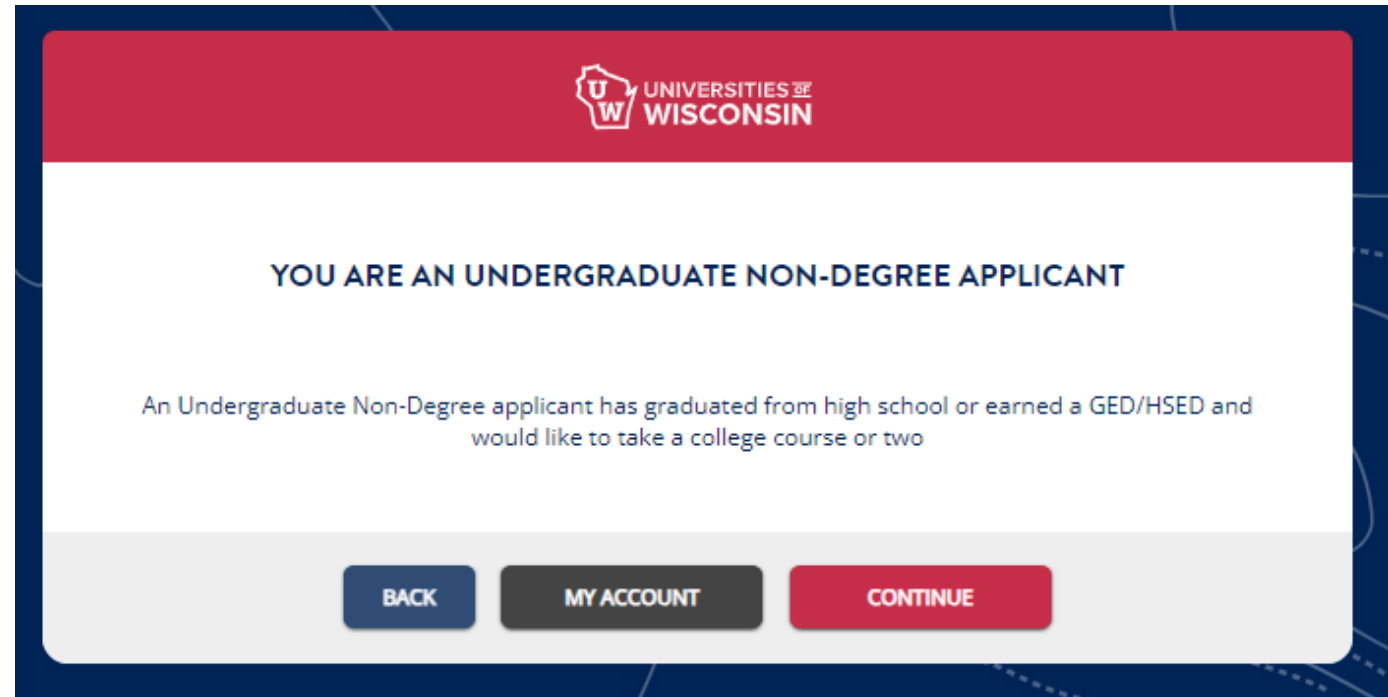 UW UNIVERSITIES OF
WISCONSIN
YOU ARE AN UNDERGRADUATE NON-DEGREE APPLICANT
An Undergraduate Non-Degree applicant has graduated from high school or earned a GED/HSED and
would like to take a college course or two
BACK MY ACCOUNT CONTINUE